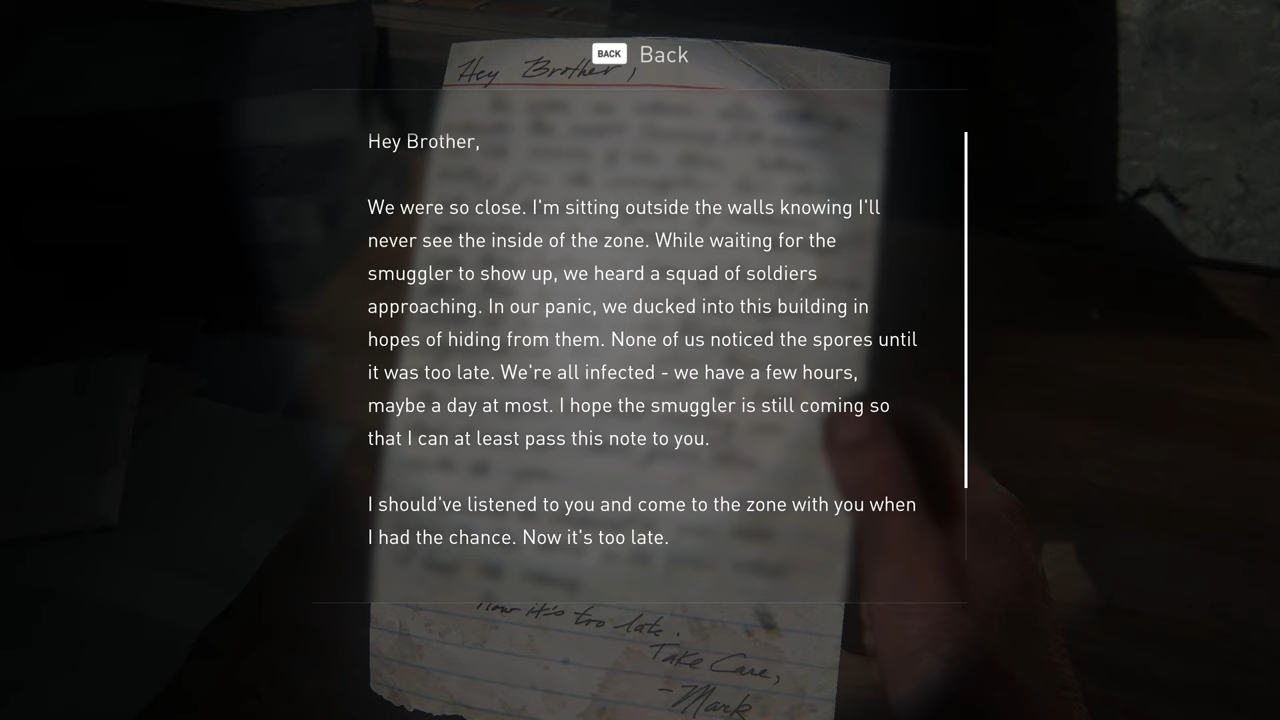 Hey Brother,
BACK Back
Hey Brother,
We were so close. I'm sitting outside the walls knowing I'll
never see the inside of the zone. While waiting for the
smuggler to show up, we heard a squad of soldiers
approaching. In our panic, we ducked into this building in
hopes of hiding from them. None of us noticed the spores until
it was too late. We're all infected - we have a few hours,
maybe a day at most. I hope the smuggler is still coming so
that I can at least pass this note to you.
I should've listened to you and come to the zone with you when
I had the chance. Now it's too late.
Now it's too late.
Take Care,
-Mark